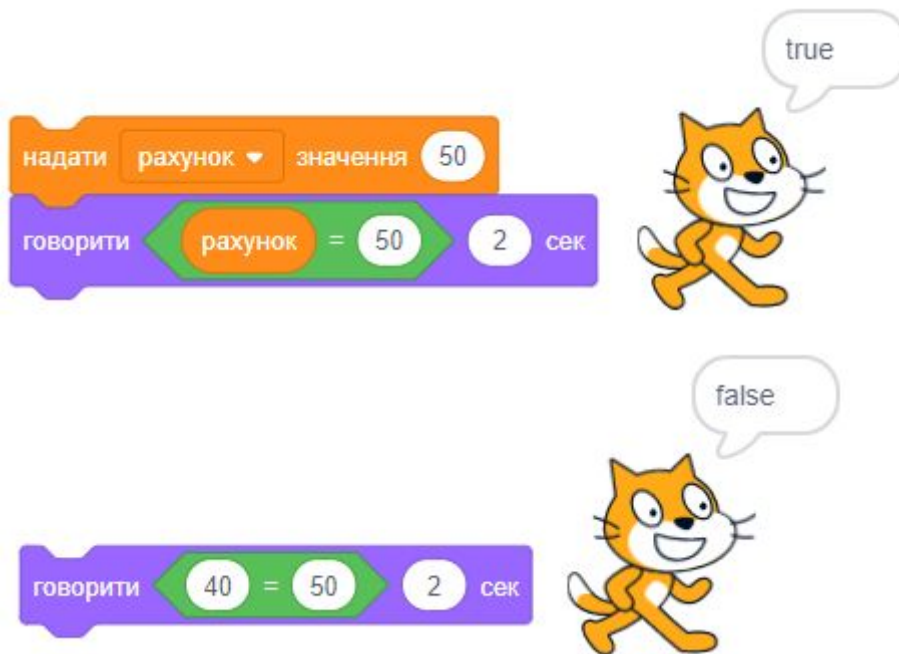 true
надати рахунок значення 50
говорити рахунок = 50 2 сек
false
говорити 40 = 50 2 сек